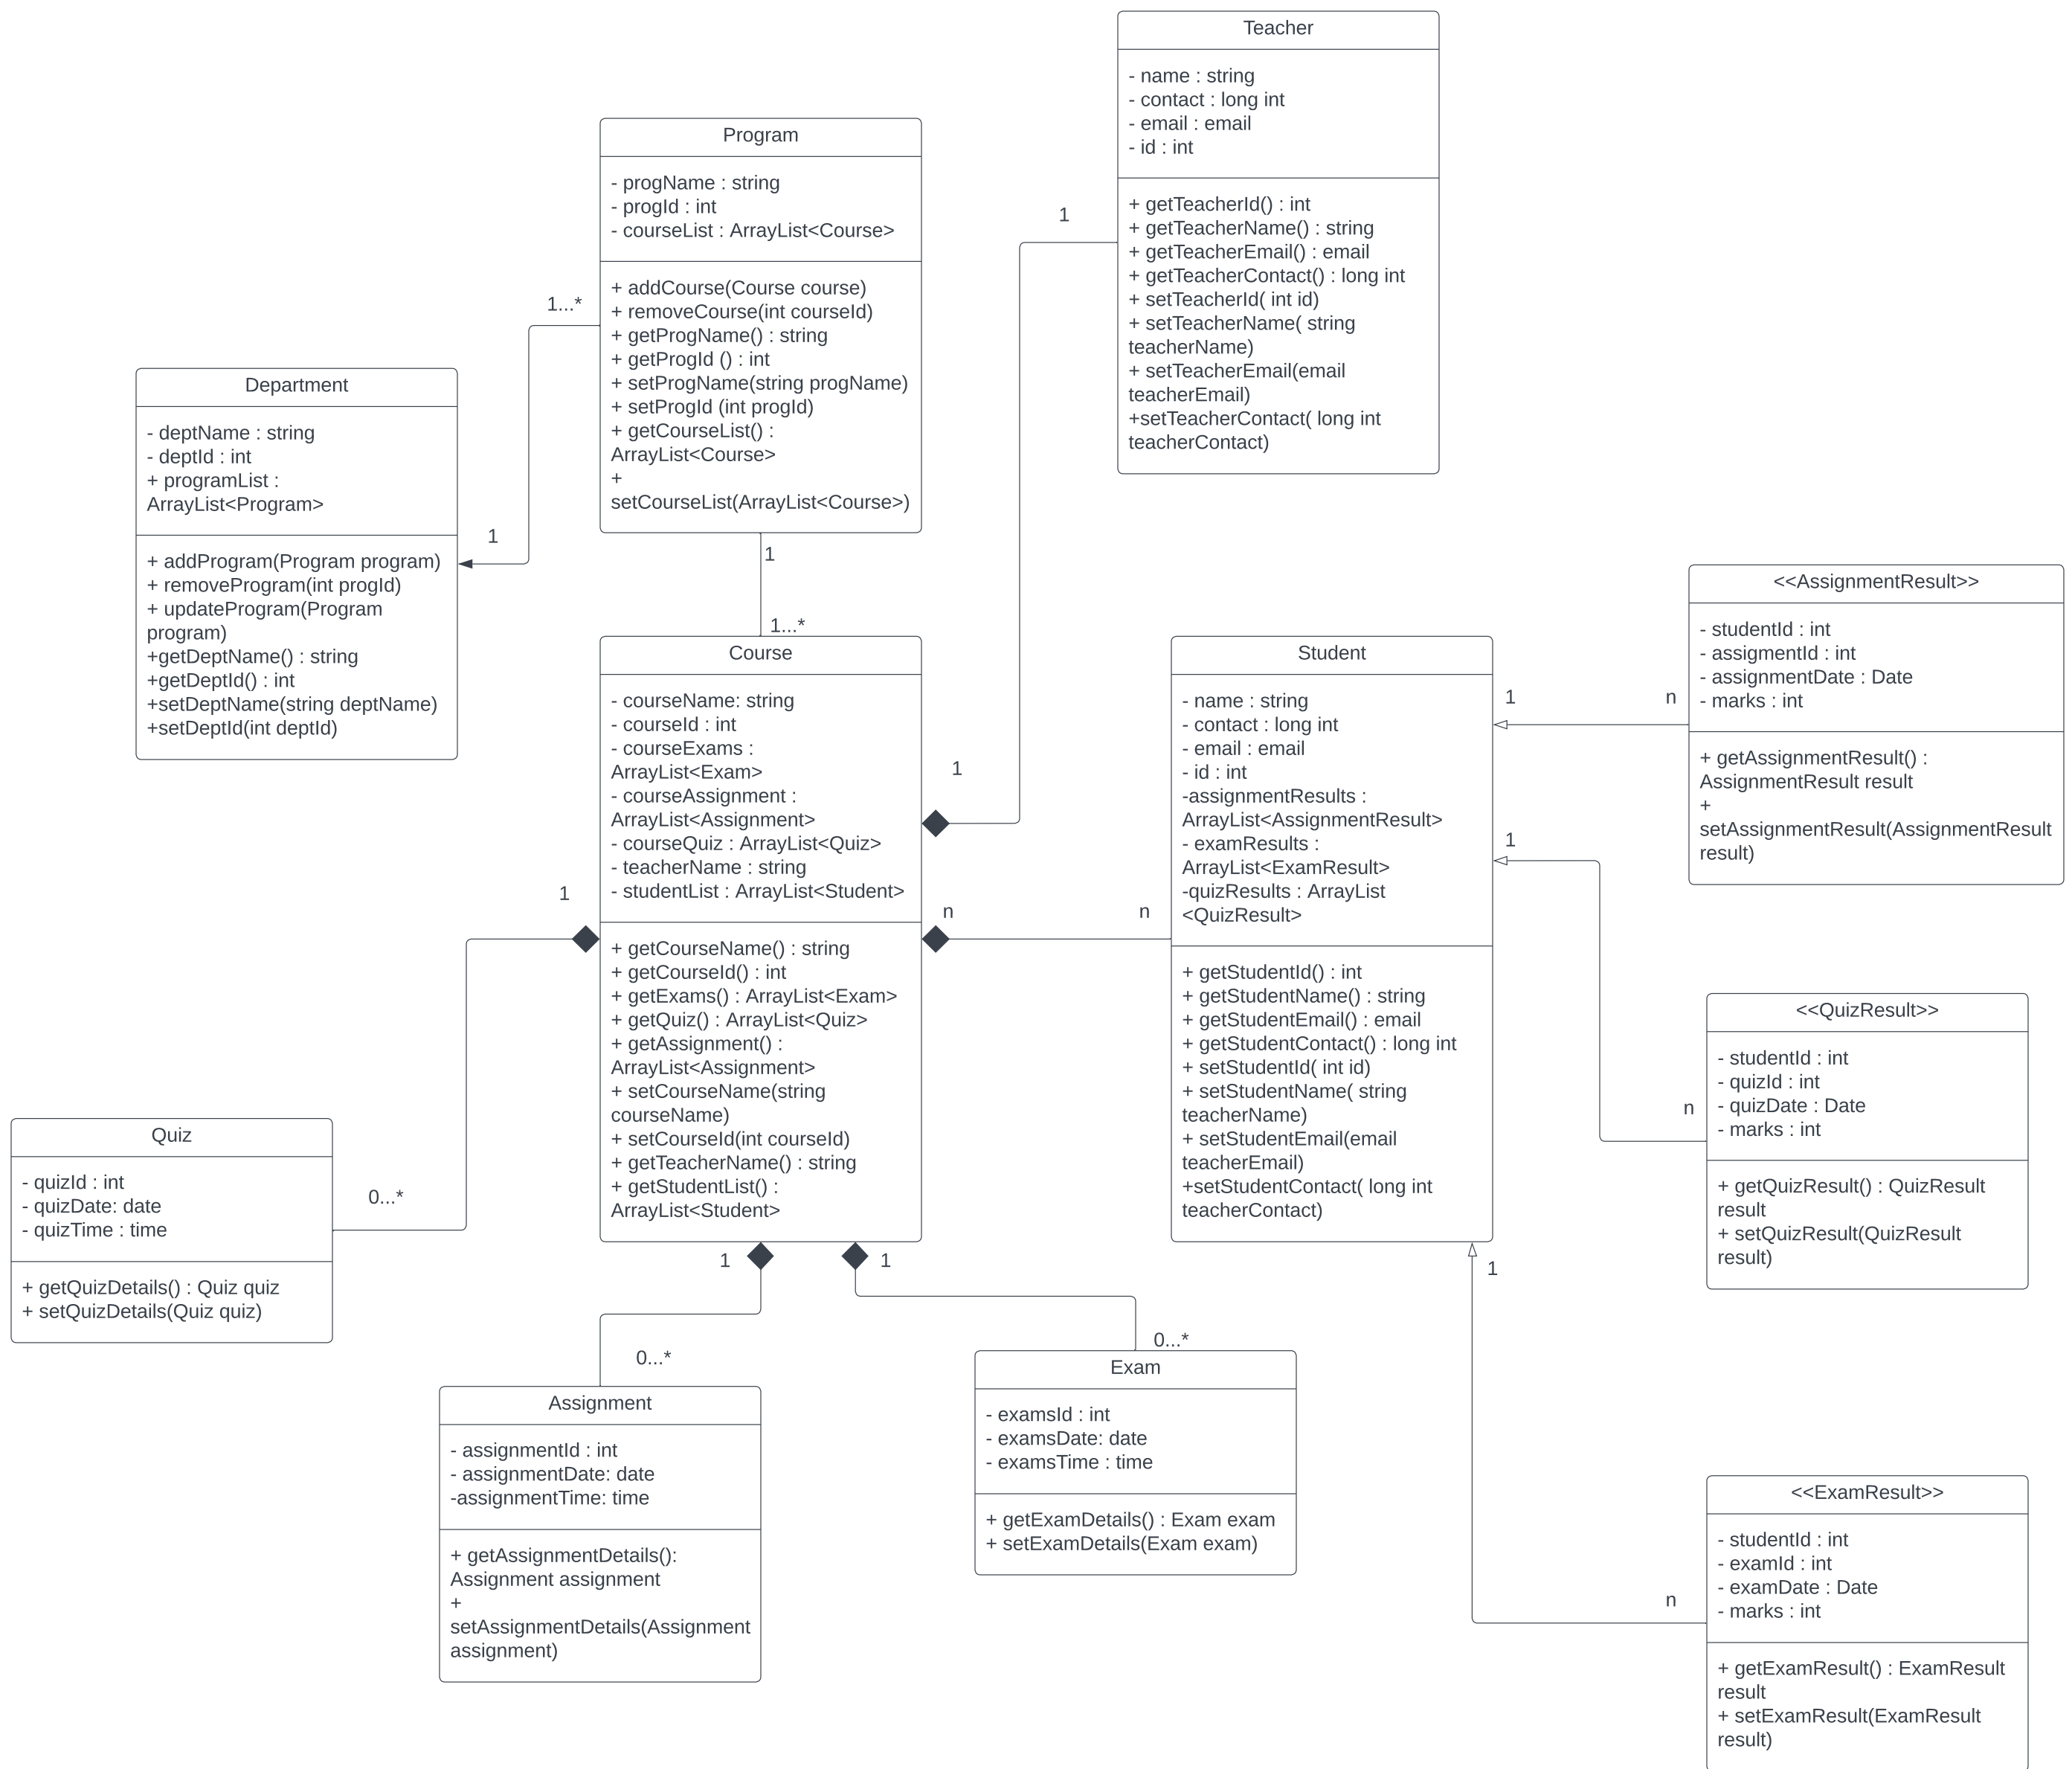 Teacher
- name : string
- contact : long int
- email : email
- id : int
+ getTeacherId() : int
+ getTeacherName() : string
+ getTeacherEmail() : email
+ getTeacherContact() : long int
+ setTeacherId( int id)
+ setTeacherName( string
teacherName)
+ setTeacherEmail(email
teacherEmail)
+setTeacherContact( long int
teacherContact)
1
Program
- progName : string
- progId : int
- courseList : ArrayList<Course>
+ addCourse(Course course)
+ removeCourse(int courseId)
+ getProgName() : string
+ getProgId () : int
+ setProgName(string progName)
+ setProgId (int progId)
+ getCourseList() :
ArrayList<Course>
+
setCourseList(ArrayList<Course>)
1...*
1
Department
- deptName : string
- deptId : int
+ programList :
ArrayList<Program>
+ addProgram(Program program)
+ removeProgram(int progId)
+ updateProgram(Program
program)
+getDeptName() : string
+getDeptId() : int
+setDeptName(string deptName)
+setDeptId(int deptId)
1
1...*
Course
- courseName: string
- courseId : int
- courseExams :
ArrayList<Exam>
- courseAssignment :
ArrayList<Assignment>
- courseQuiz : ArrayList<Quiz>
- teacherName : string
- studentList : ArrayList<Student>
+ getCourseName() : string
+ getCourseId() : int
+ getExams() : ArrayList<Exam>
+ getQuiz() : ArrayList<Quiz>
+ getAssignment() :
ArrayList<Assignment>
+ setCourseName(string
courseName)
+ setCourseId(int courseId)
+ getTeacherName() : string
+ getStudentList() :
ArrayList<Student>
1
n
n
1
0...*
1
1
0...*
0...*
Student
- name : string
- contact : long int
- email : email
- id : int
-assignmentResults :
ArrayList<AssignmentResult>
- examResults :
ArrayList<ExamResult>
-quizResults : ArrayList
<QuizResult>
+ getStudentId() : int
+ getStudentName() : string
+ getStudentEmail() : email
+ getStudentContact() : long int
+ setStudentId( int id)
+ setStudentName( string
teacherName)
+ setStudentEmail(email
teacherEmail)
+setStudentContact( long int
teacherContact)
1
n
1
n
1
n
<<AssignmentResult>>
- studentId : int
- assigmentId : int
- assignmentDate : Date
- marks : int
+ getAssignmentResult() :
AssignmentResult result
+
setAssignmentResult(AssignmentResult
result)
<<QuizResult>>
- studentId : int
- quizId : int
- quizDate : Date
- marks : int
+ getQuizResult() : QuizResult
result
+ setQuizResult(QuizResult
result)
Quiz
- quizId : int
- quizDate: date
- quizTime : time
+ getQuizDetails() : Quiz quiz
+ setQuizDetails(Quiz quiz)
Assignment
- assignmentId : int
- assignmentDate: date
-assignmentTime: time
+ getAssignmentDetails():
Assignment assignment
+
setAssignmentDetails(Assignment
assignment)
Exam
- examsId : int
- examsDate: date
- examsTime : time
+ getExamDetails() : Exam exam
+ setExamDetails(Exam exam)
<<ExamResult>>
- studentId : int
- examId : int
- examDate : Date
- marks : int
+ getExamResult() : ExamResult
result
+ setExamResult(ExamResult
result)